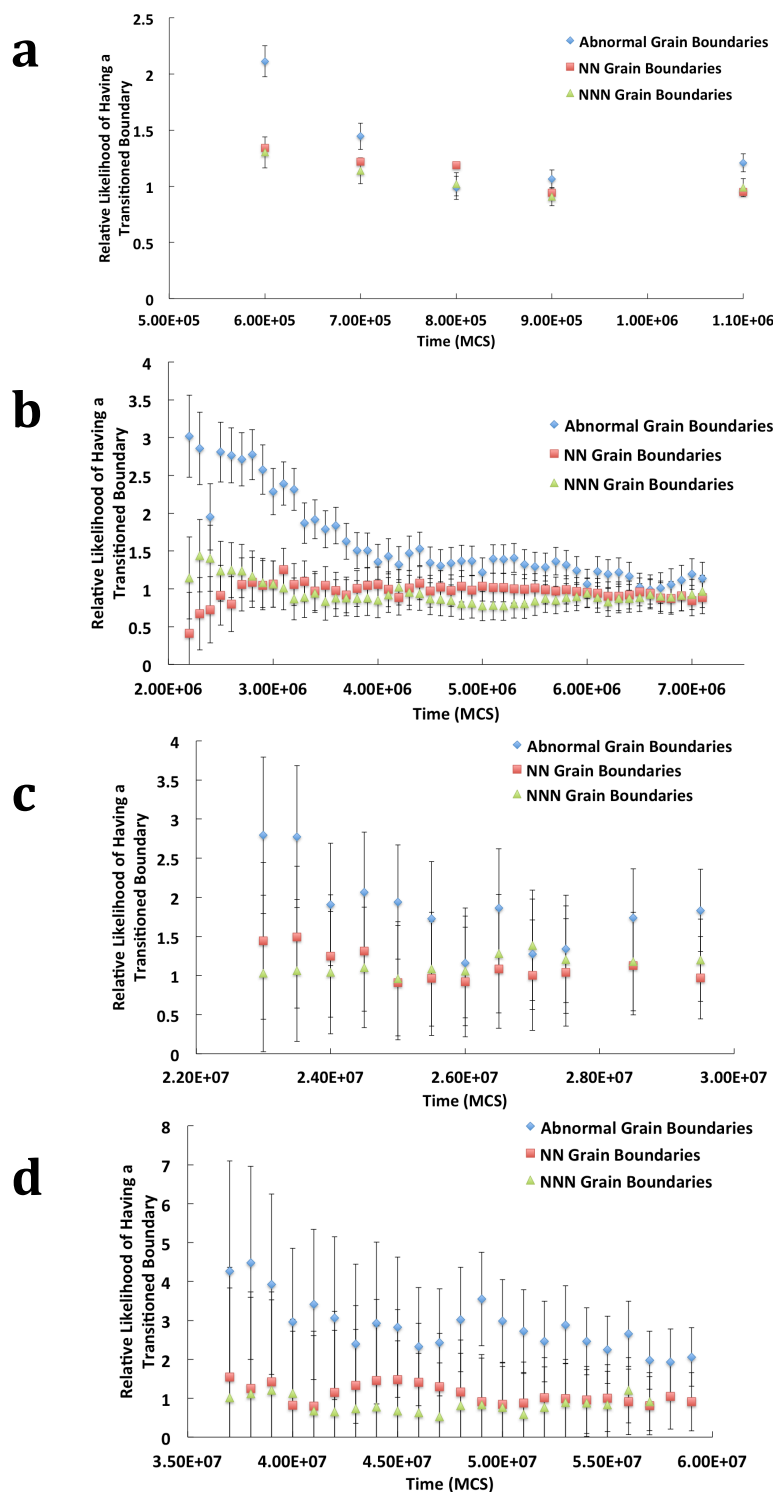 a
Relative Likelihood of Having a
Transitioned Boundary
2.5
2
1.5
1
0.5
0
Abnormal Grain Boundaries
NN Grain Boundaries
NNN Grain Boundaries
5.00E+05 6.00E+05 7.00E+05 8.00E+05 9.00E+05 1.00E+06 1.10E+06
Time (MCS)
b
Relative Likelihood of Having a
Transitioned Boundary
4
3.5
3
2.5
2
1.5
1
0.5
0
Abnormal Grain Boundaries
NN Grain Boundaries
NNN Grain Boundaries
2.00E+06 3.00E+06 4.00E+06 5.00E+06 6.00E+06 7.00E+06
Time (MCS)
c
Relative Likelihood of Having a
Transitioned Boundary
4
3.5
3
2.5
2
1.5
1
0.5
0
Abnormal Grain Boundaries
NN Grain Boundaries
NNN Grain Boundaries
2.20E+07 2.40E+07 2.60E+07 2.80E+07 3.00E+07
Time (MCS)
d
Relative Likelihood of Having a
Transitioned Boundary
8
7
6
5
4
3
2
1
0
Abnormal Grain Boundaries
NN Grain Boundaries
NNN Grain Boundaries
3.50E+07 4.00E+07 4.50E+07 5.00E+07 5.50E+07 6.00E+07
Time (MCS)